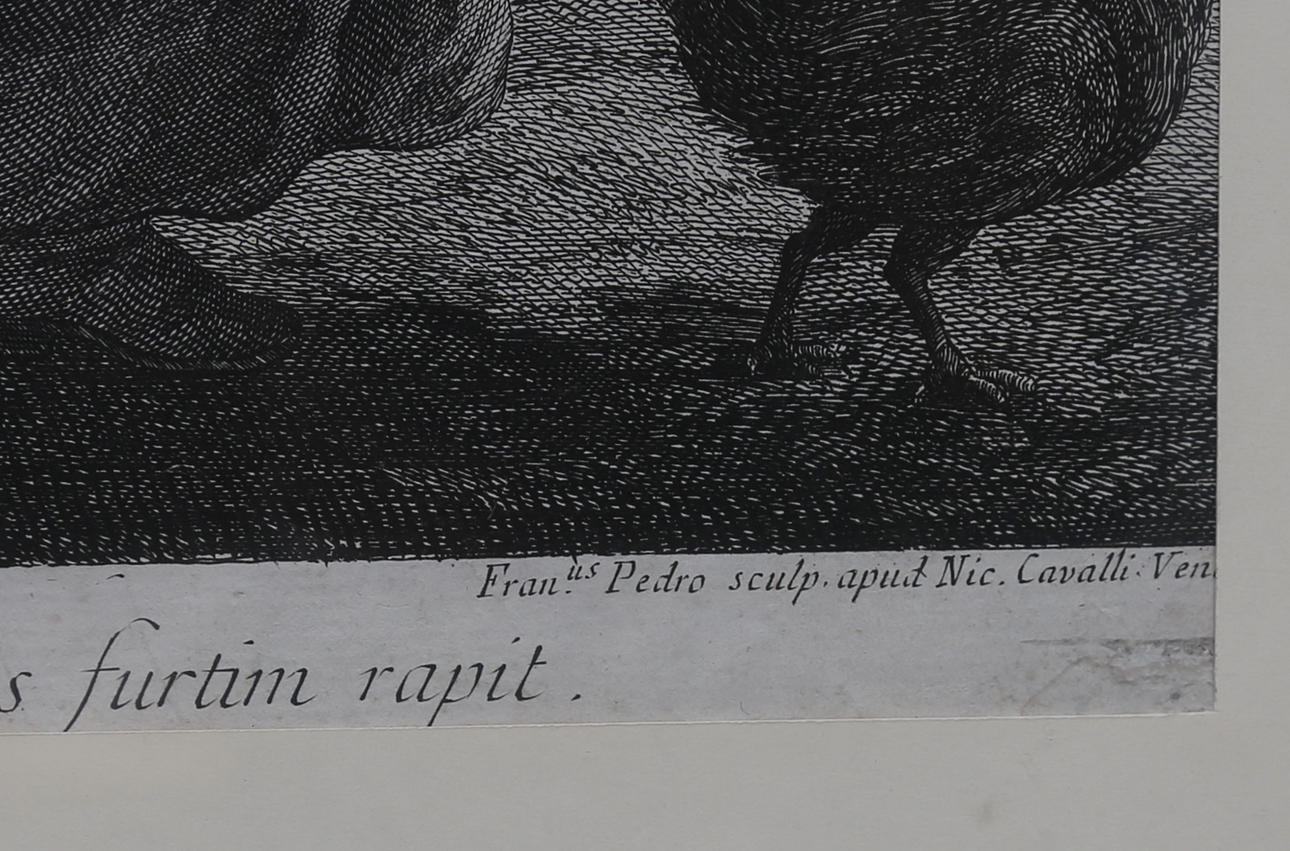 Fran.us Pedro sculp. apud Nic. Cavalli Ven.
s furtim rapit.